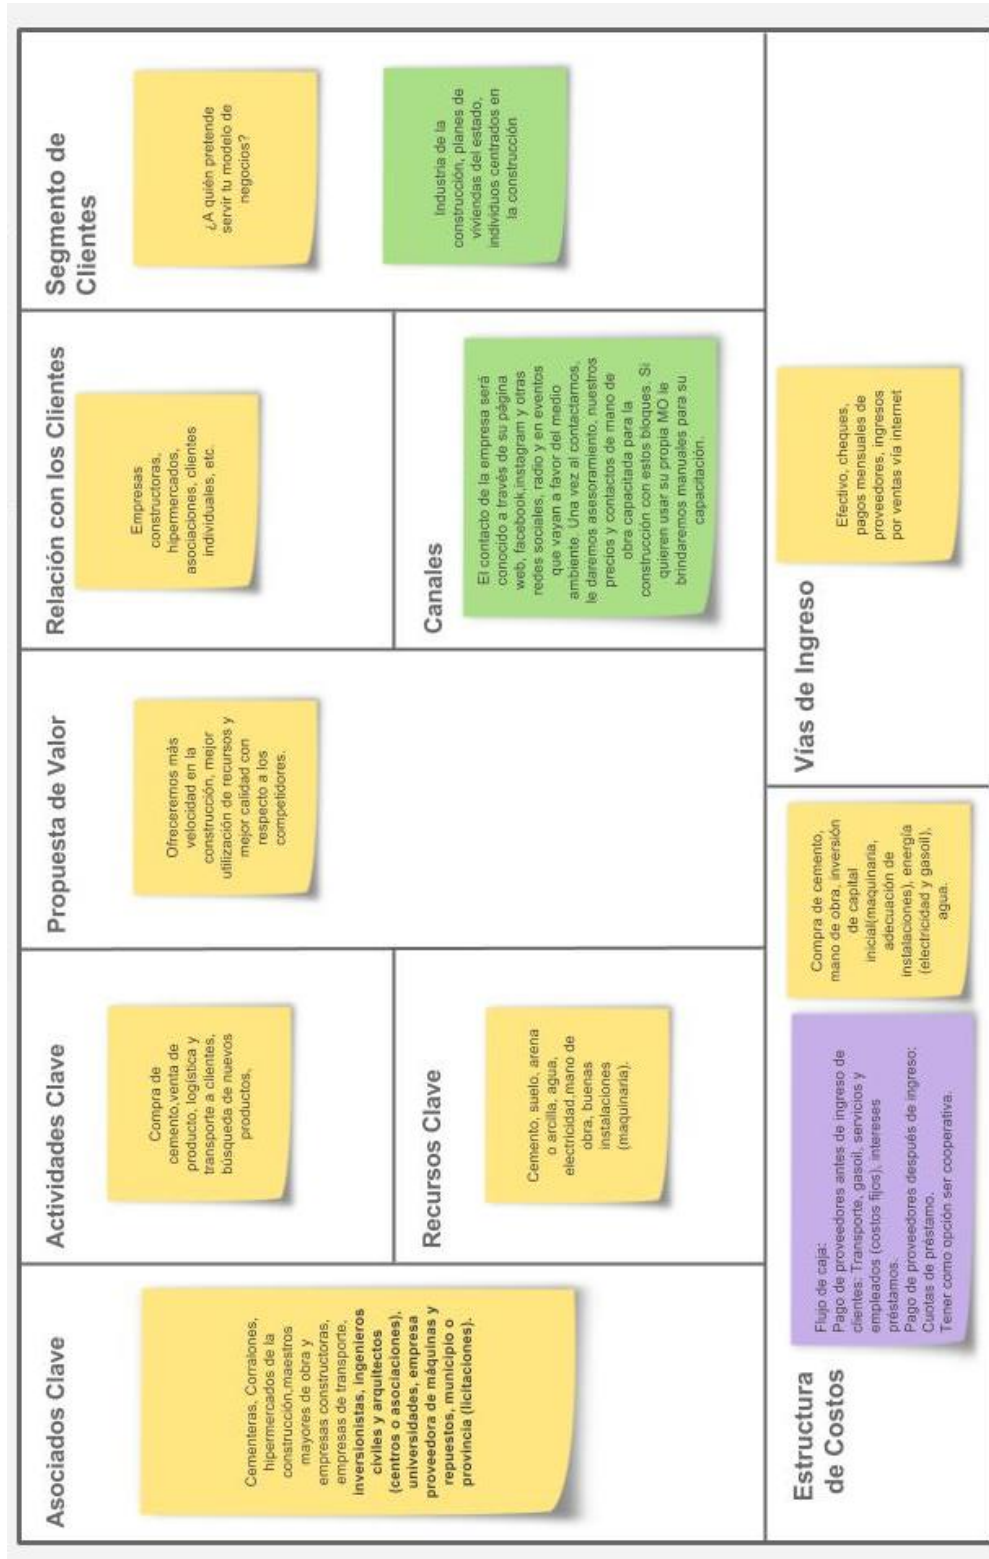 Asociados Clave
Cementeras, Corralones,
hipermercados de la
construcción,maestros
mayores de obra y
empresas constructoras,
empresas de transporte,
inversionistas, ingenieros
civiles y arquitectos
(centros o asociaciones),
universidades, empresa
proveedora de máquinas y
repuestos, municipio o
provincia (licitaciones).
Actividades Clave
Compra de
cemento,venta de
producto, logística y
transporte a clientes,
búsqueda de nuevos
productos,
Recursos Clave
Cemento, suelo, arena
o arcilla, agua,
electricidad,mano de
obra, buenas
instalaciones
(maquinaria).
Propuesta de Valor
Ofreceremos más
velocidad en la
construcción, mejor
utilización de recursos y
mejor calidad con
respecto a los
competidores.
Relación con los Clientes
Empresas
constructoras,
hipermercados,
asociaciones, clientes
individuales, etc.
Canales
El contacto de la empresa será
conocido a través de su página
web, facebook,instagram y otras
redes sociales, radio y en eventos
que vayan a favor del medio
ambiente. Una vez al contactarnos,
le daremos asesoramiento, nuestros
precios y contactos de mano de
obra capacitada para la
construcción con estos bloques. Si
quieren usar su propia MO le
brindaremos manuales para su
capacitación.
Segmento de
Clientes
¿A quién pretende
servir tu modelo de
negocios?
Industria de la
construcción, planes de
viviendas del estado,
individuos centrados en
la construcción
Estructura
de Costos
Flujo de caja:
Pago de proveedores antes de ingreso de
clientes: Transporte, gasoil, servicios y
empleados (costos fijos), intereses
préstamos.
Pago de proveedores después de ingreso:
Cuotas de préstamo.
Tener como opción ser cooperativa.
Compra de cemento,
mano de obra, inversión
de capital
inicial(maquinaria,
adecuación de
instalaciones), energía
(electricidad y gasoil),
agua.
Vías de Ingreso
Efectivo, cheques,
pagos mensuales de
proveedores, ingresos
por ventas vía internet